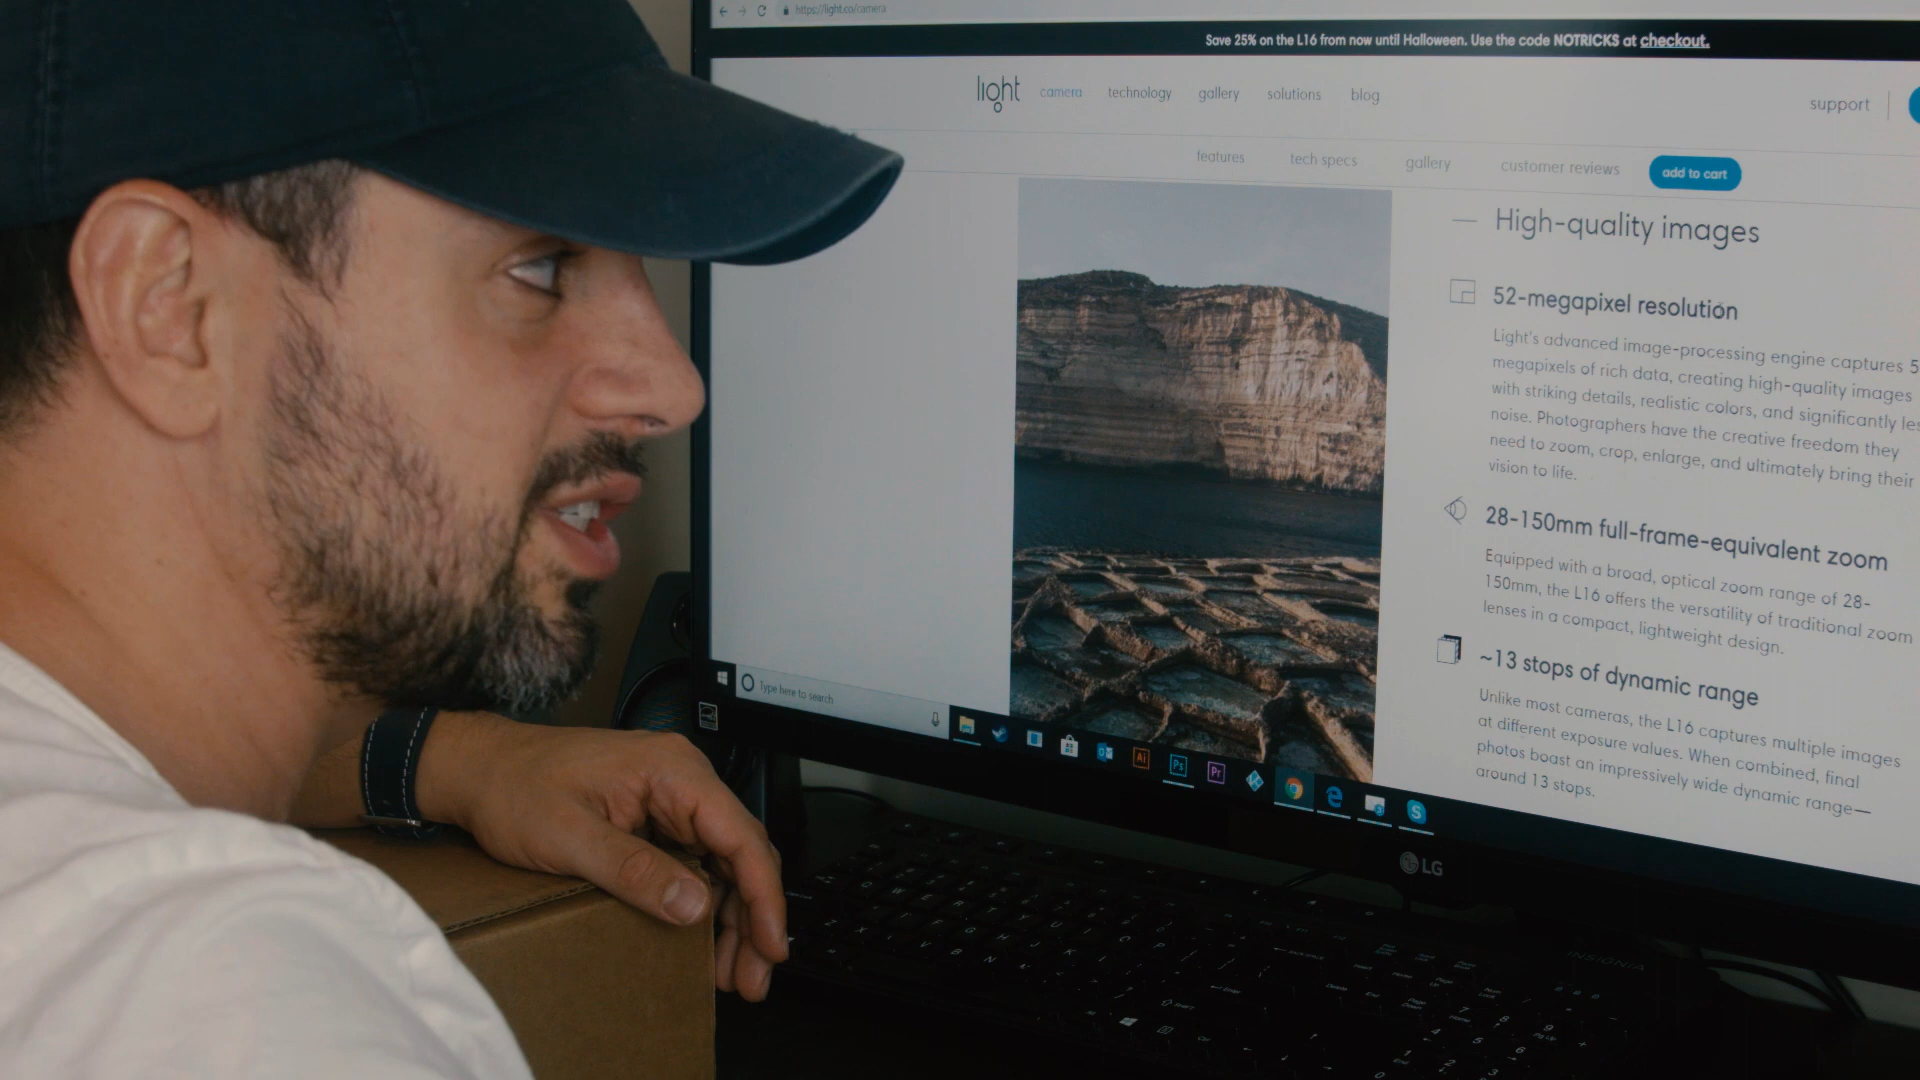 https://light.co/camera
Save 25% on the L16 from now until Halloween. Use the code NOTRICKS at checkout.
light camera technology gallery solutions blog
support
features tech specs gallery customer reviews add to cart
High-quality images
52-megapixel resolution
Light's advanced image-processing engine captures 5
megapixels of rich data, creating high-quality images
with striking details, realistic colors, and significantly les
noise. Photographers have the creative freedom they
need to zoom, crop, enlarge, and ultimately bring their
vision to life.
28-150mm full-frame-equivalent zoom
Equipped with a broad, optical zoom range of 28-
150mm, the L16 offers the versatility of traditional zoom
lenses in a compact, lightweight design.
~13 stops of dynamic range
Unlike most cameras, the L16 captures multiple images
at different exposure values. When combined, final
photos boast an impressively wide dynamic range—
around 13 stops.
Type here to search
Ai
Ps
Pr
LG
INSIGNIA